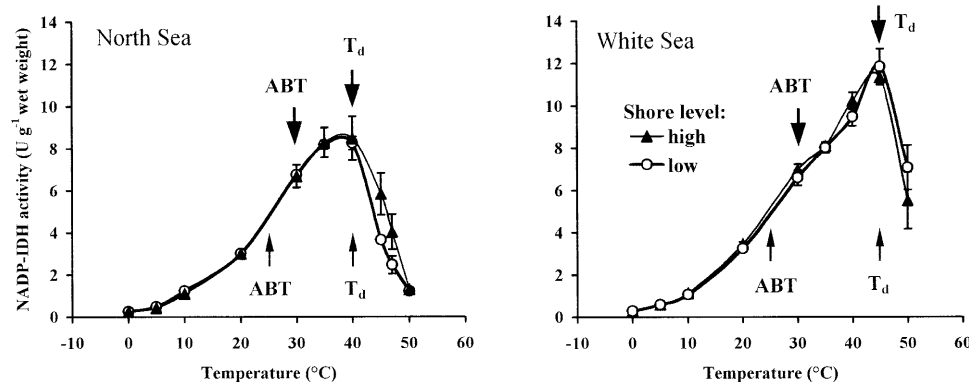 North Sea
NADP-IDH activity (U g⁻¹ wet weight)
14
12
10
8
6
4
2
0
T_d
ABT
ABT
T_d
-10 0 10 20 30 40 50 60
Temperature (°C)
White Sea
14
12
10
8
6
4
2
0
T_d
ABT
Shore level:
high
low
ABT
T_d
-10 0 10 20 30 40 50 60
Temperature (°C)